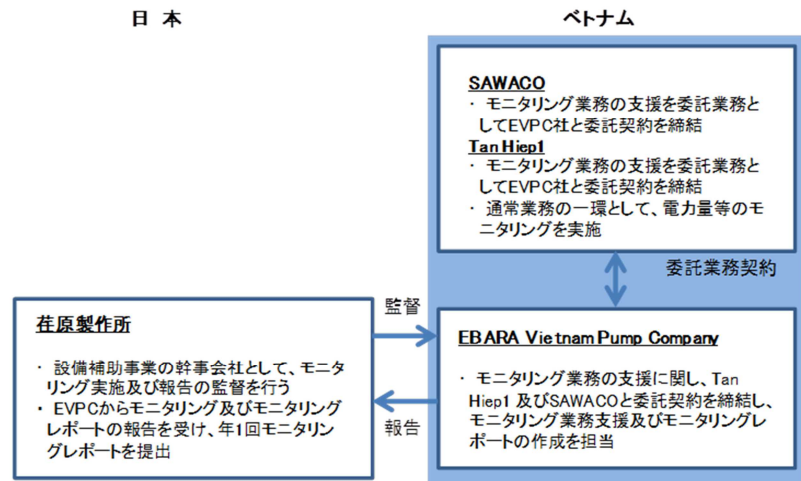 日 本
ベトナム
SAWACO
・ モニタリング業務の支援を委託業務と
してEVPC社と委託契約を締結
Tan Hiep1
・ モニタリング業務の支援を委託業務と
してEVPC社と委託契約を締結
・ 通常業務の一環として、電力量等のモ
ニタリングを実施
委託業務契約
荏原製作所
・ 設備補助事業の幹事会社として、モニ
タリング実施及び報告の監督を行う
・ EVPCからモニタリング及びモニタリング
レポートの報告を受け、年1回モニタリン
グレポートを提出
監督
報告
EBARA Vietnam Pump Company
・ モニタリング業務の支援に関し、Tan
Hiep1 及びSAWACOと委託契約を締結し、
モニタリング業務支援及びモニタリングレ
ポートの作成を担当